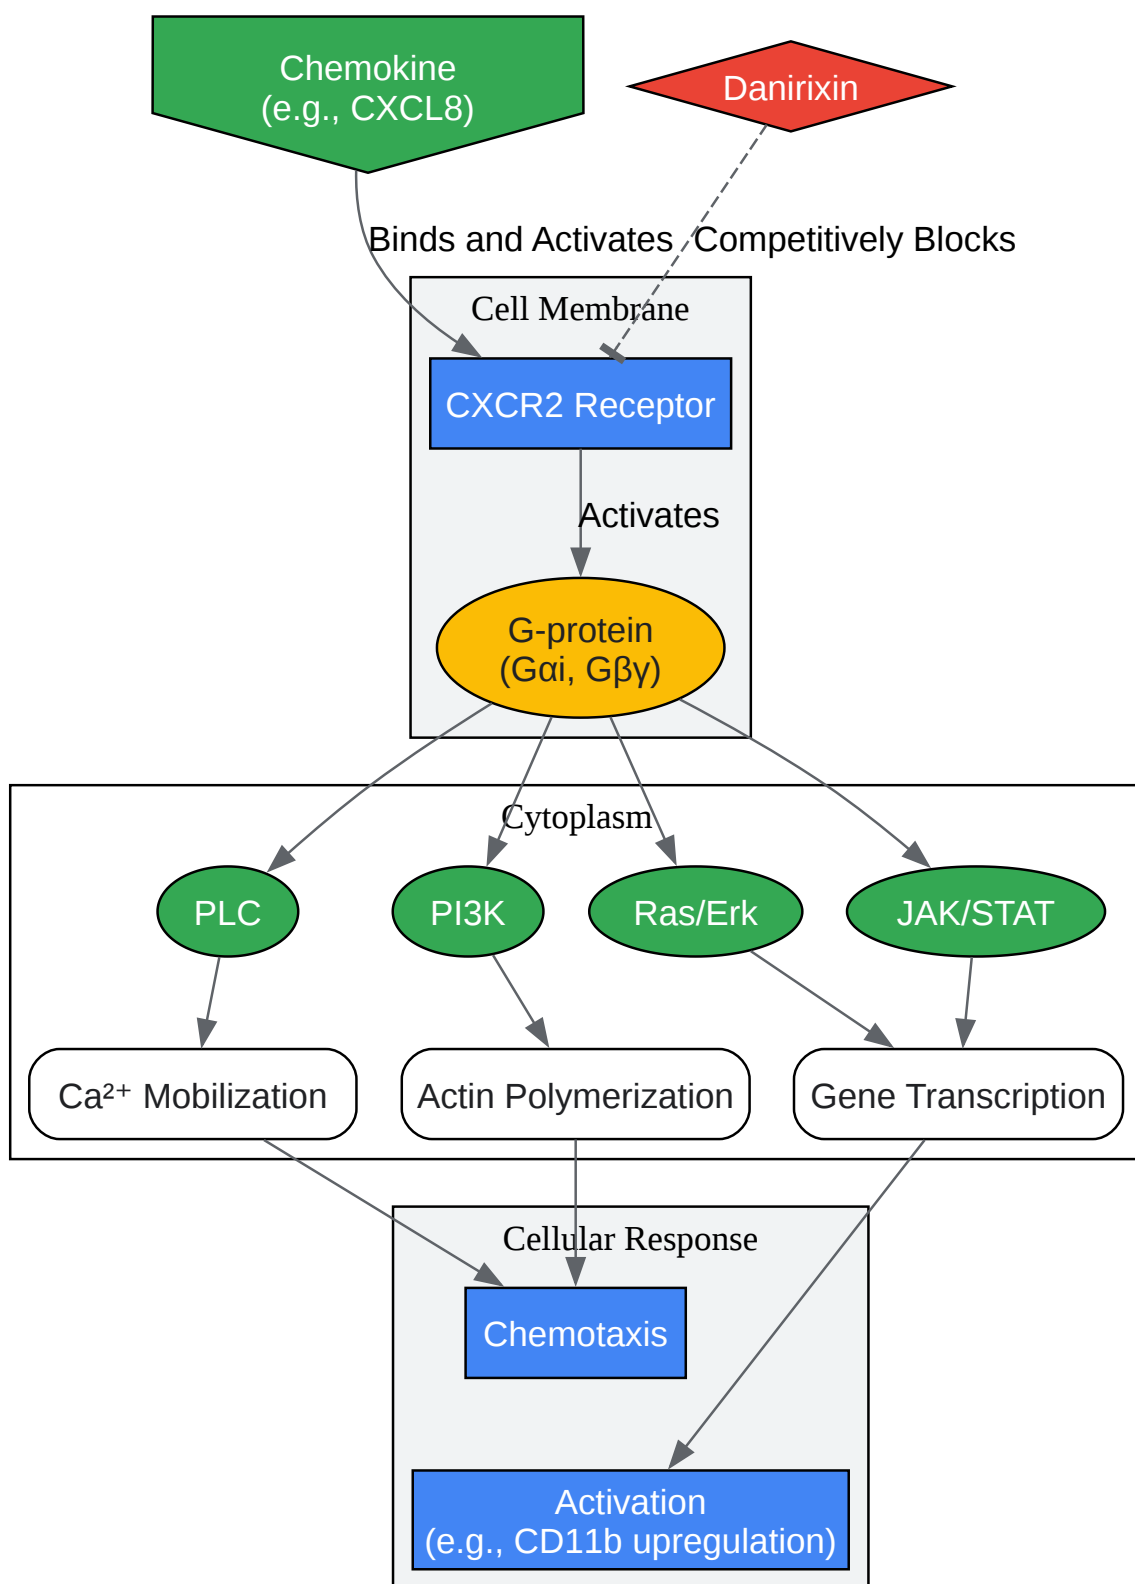 Chemokine
(e.g., CXCL8)
Danirixin
Binds and Activates
Competitively Blocks
Cell Membrane
CXCR2 Receptor
Activates
G-protein
(Gαi, Gβγ)
Cytoplasm
PLC
PI3K
Ras/Erk
JAK/STAT
Ca²⁺ Mobilization
Actin Polymerization
Gene Transcription
Cellular Response
Chemotaxis
Activation
(e.g., CD11b upregulation)